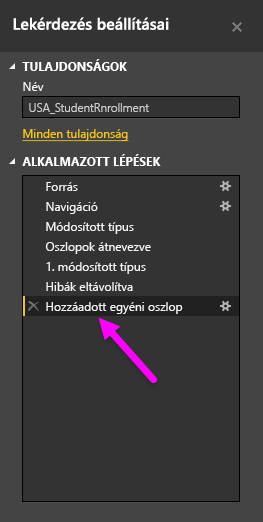 Lekérdezés beállításai
TULAJDONSÁGOK
Név
USA_StudentRnrollment
Minden tulajdonság
ALKALMAZOTT LÉPÉSEK
Forrás
Navigáció
Módosított típus
Oszlopok átnevezve
1. módosított típus
Hibák eltávolítva
Hozzáadott egyéni oszlop